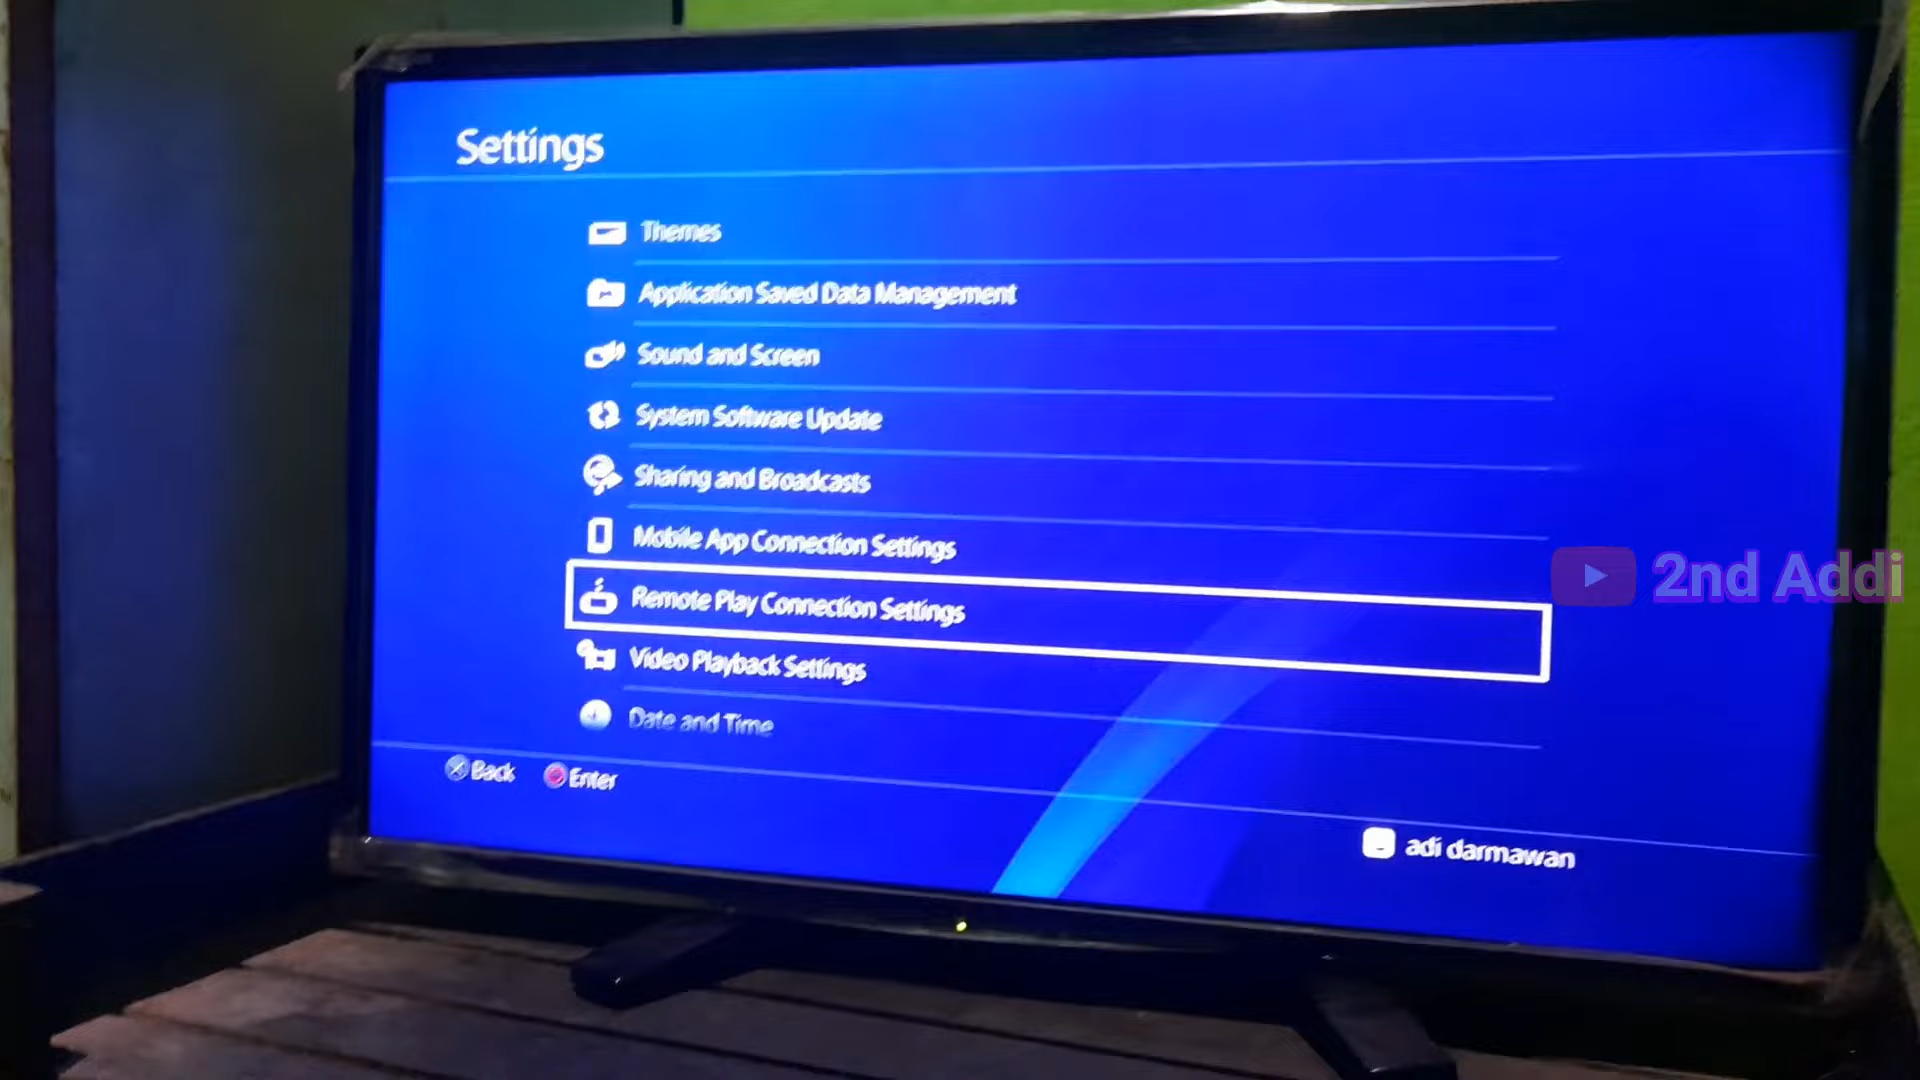 Settings
Themes
Application Saved Data Management
Sound and Screen
System Software Update
Sharing and Broadcasts
Mobile App Connection Settings
Remote Play Connection Settings
Video Playback Settings
Date and Time
Back Enter
adi darmawan
2nd Addi